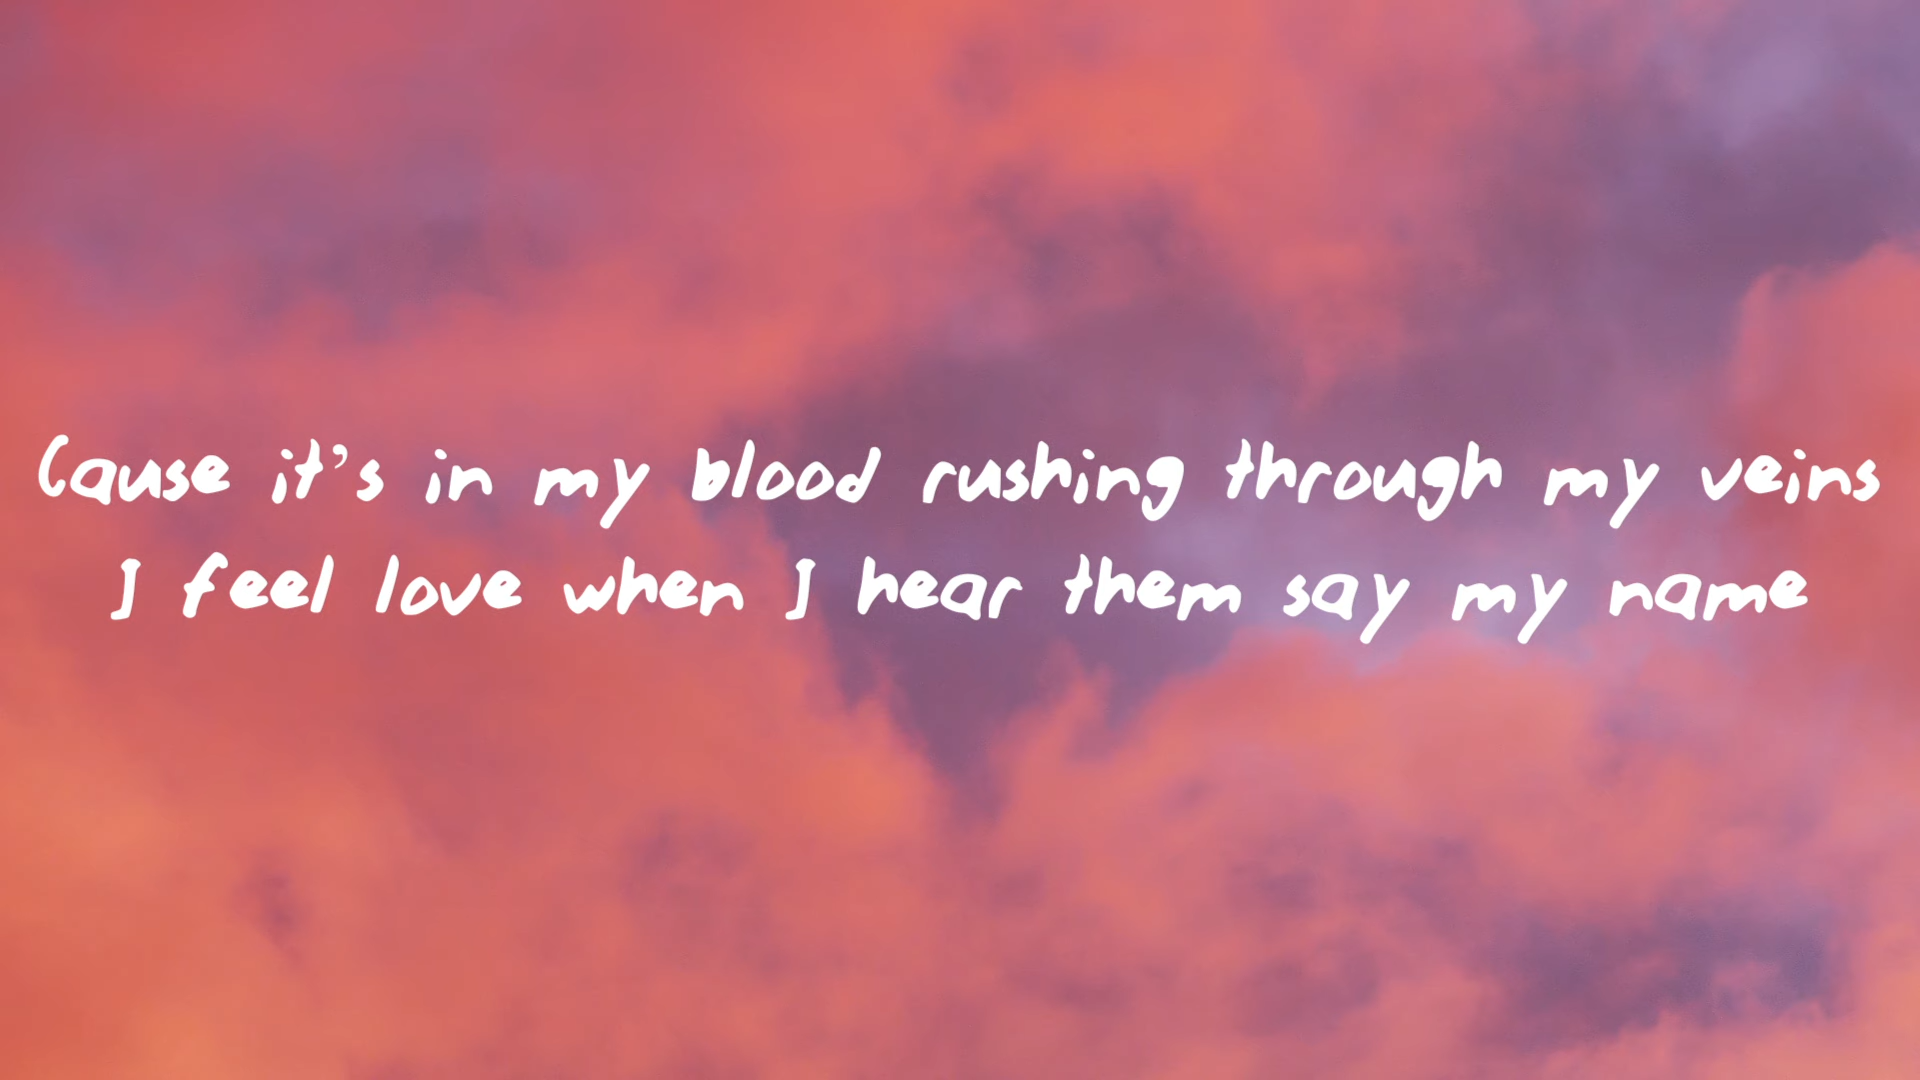 Cause it's in my blood rushing through my veins
I feel love when I hear them say my name